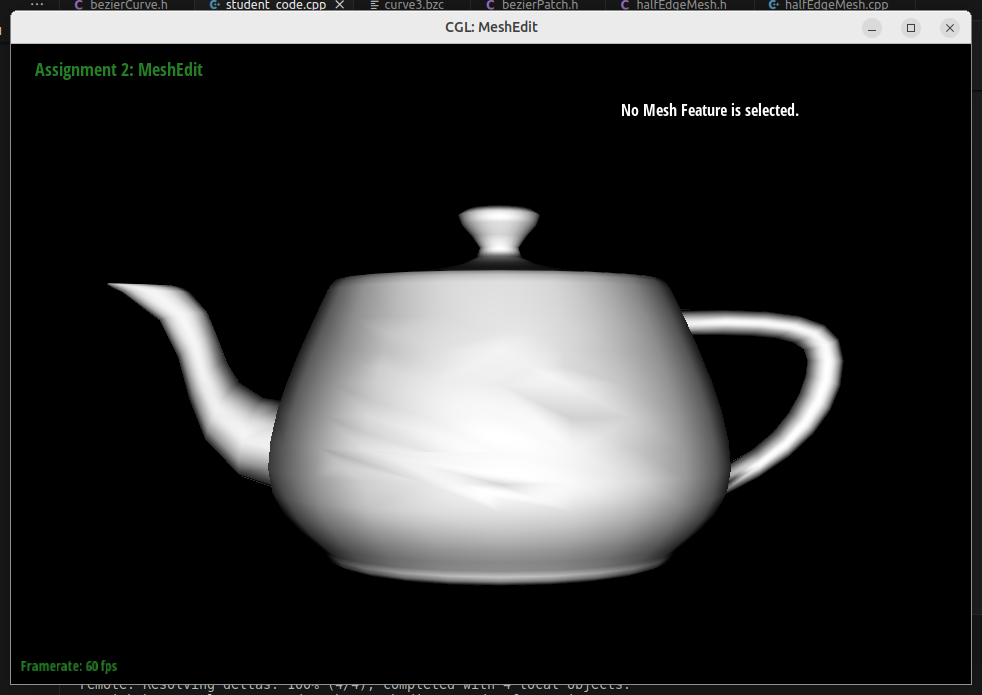 bezierCurve.h student_code.cpp curve3.bzc bezierPatch.h halfEdgeMesh.h halfEdgeMesh.cpp
CGL: MeshEdit
Assignment 2: MeshEdit
No Mesh Feature is selected.
Framerate: 60 fps
remote: Resolving deltas: 100% (4/4), completed with 4 local objects.